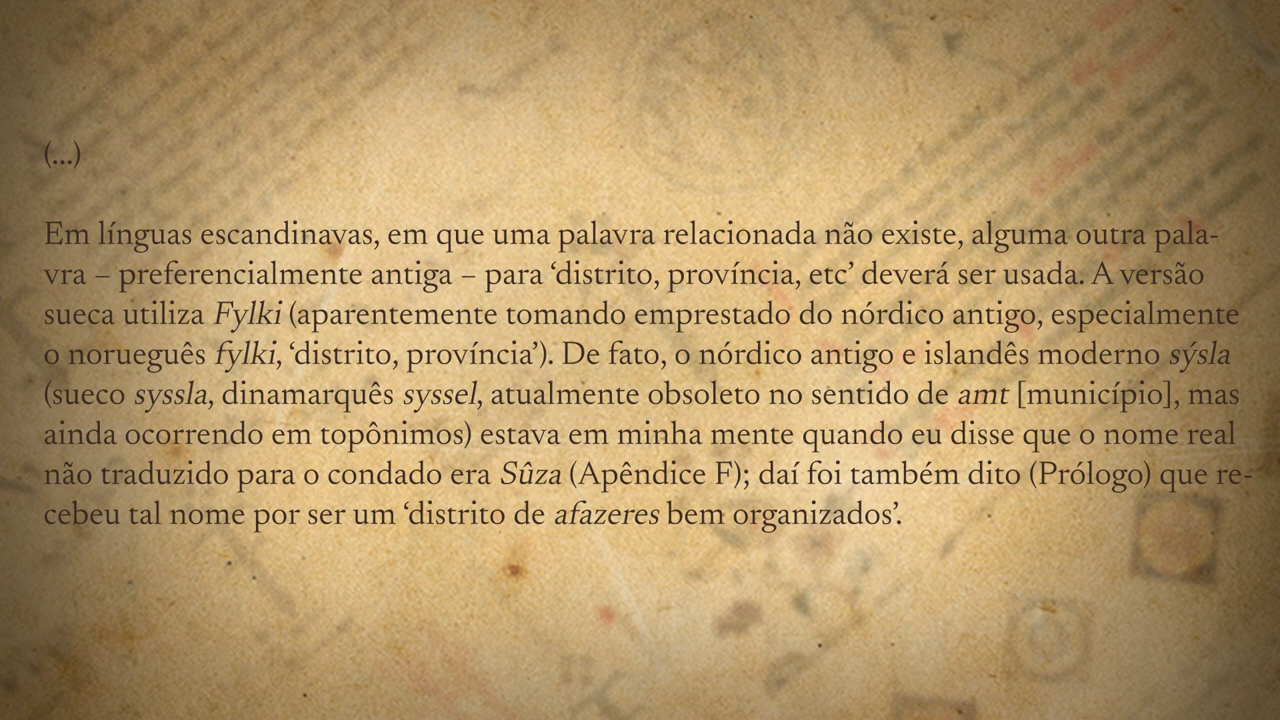 (...)
Em línguas escandinavas, em que uma palavra relacionada não existe, alguma outra pala-
vra – preferencialmente antiga – para ‘distrito, província, etc’ deverá ser usada. A versão
sueca utiliza Fylki (aparentemente tomando emprestado do nórdico antigo, especialmente
o norueguês fylki, ‘distrito, província’). De fato, o nórdico antigo e islandês moderno sýsla
(sueco syssla, dinamarquês syssel, atualmente obsoleto no sentido de amt [município], mas
ainda ocorrendo em topônimos) estava em minha mente quando eu disse que o nome real
não traduzido para o condado era Sûza (Apêndice F); daí foi também dito (Prólogo) que re-
cebeu tal nome por ser um ‘distrito de afazeres bem organizados’.